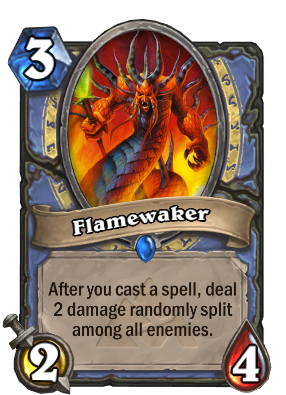 3
Flamewaker
After you cast a spell, deal
2 damage randomly split
among all enemies.
2
4